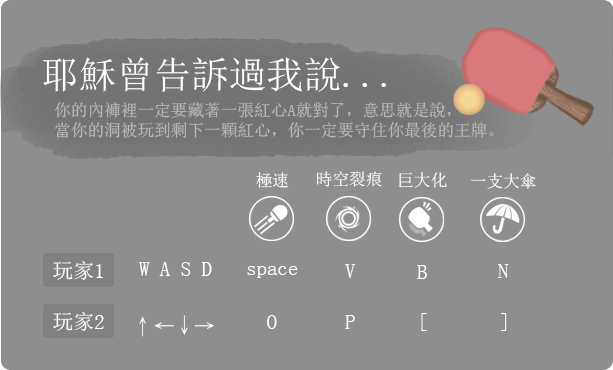 耶穌曾告訴過我說...
你的內褲裡一定要藏著一張紅心A就對了，意思就是說，
當你的洞被玩到剩下一顆紅心，你一定要守住你最後的王牌。
極速 時空裂痕 巨大化 一支大傘
玩家1 W A S D space V B N
玩家2 ↑←↓→ O P [ ]